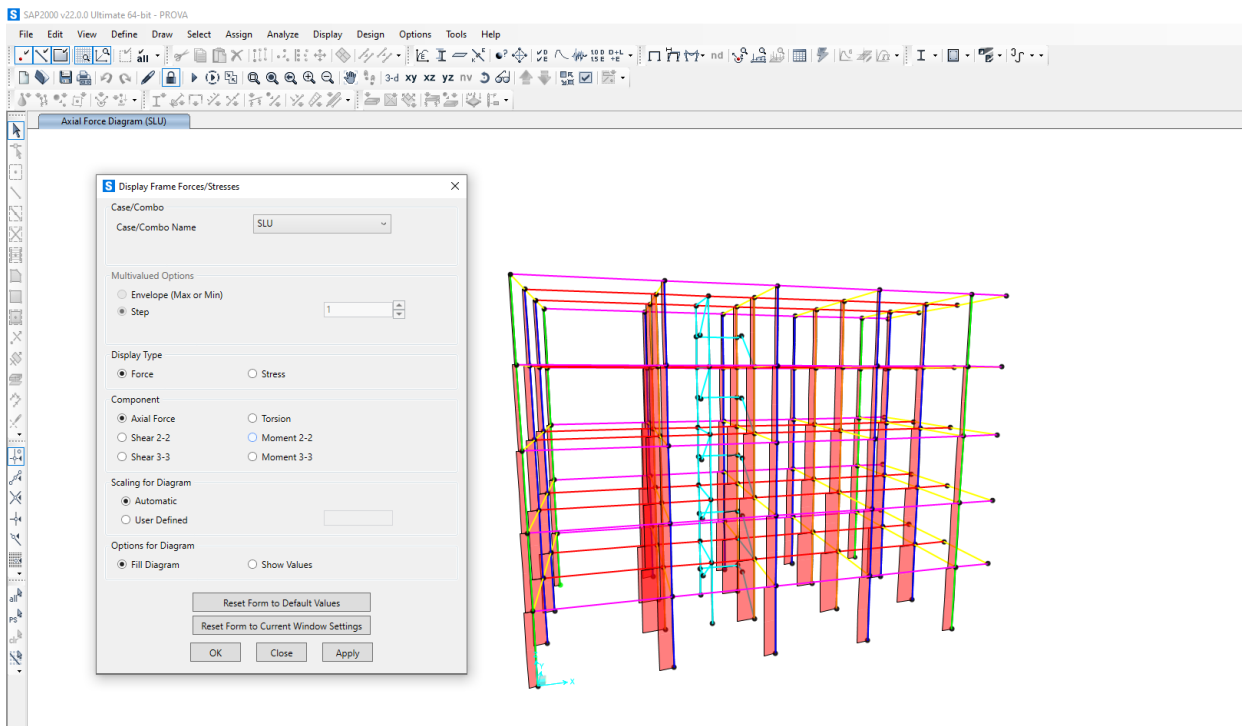 SAP2000 v22.0.0 Ultimate 64-bit - PROVA
File Edit View Define Draw Select Assign Analyze Display Design Options Tools Help
all
nd
3-d xy xz yz nv
Axial Force Diagram (SLU)
Display Frame Forces/Stresses
Case/Combo
Case/Combo Name SLU
Multivalued Options
Envelope (Max or Min)
Step 1
Display Type
Force Stress
Component
Axial Force Torsion
Shear 2-2 Moment 2-2
Shear 3-3 Moment 3-3
Scaling for Diagram
Automatic
User Defined
Options for Diagram
Fill Diagram Show Values
Reset Form to Default Values
Reset Form to Current Window Settings
OK Close Apply
all
PS
clr
X